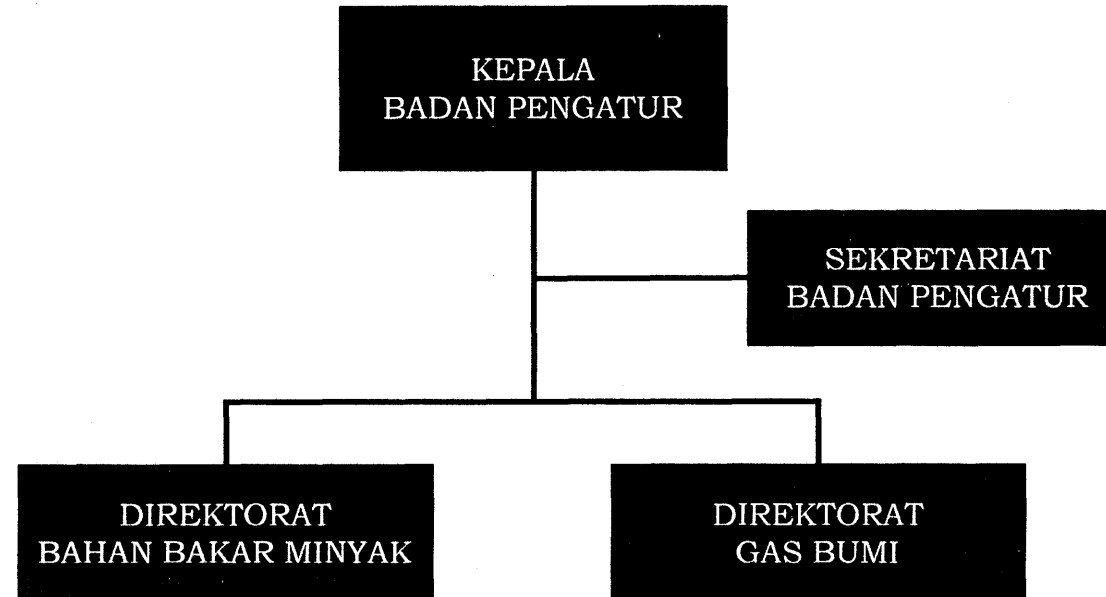 KEPALA
BADAN PENGATUR
SEKRETARIAT
BADAN PENGATUR
DIREKTORAT
BAHAN BAKAR MINYAK
DIREKTORAT
GAS BUMI